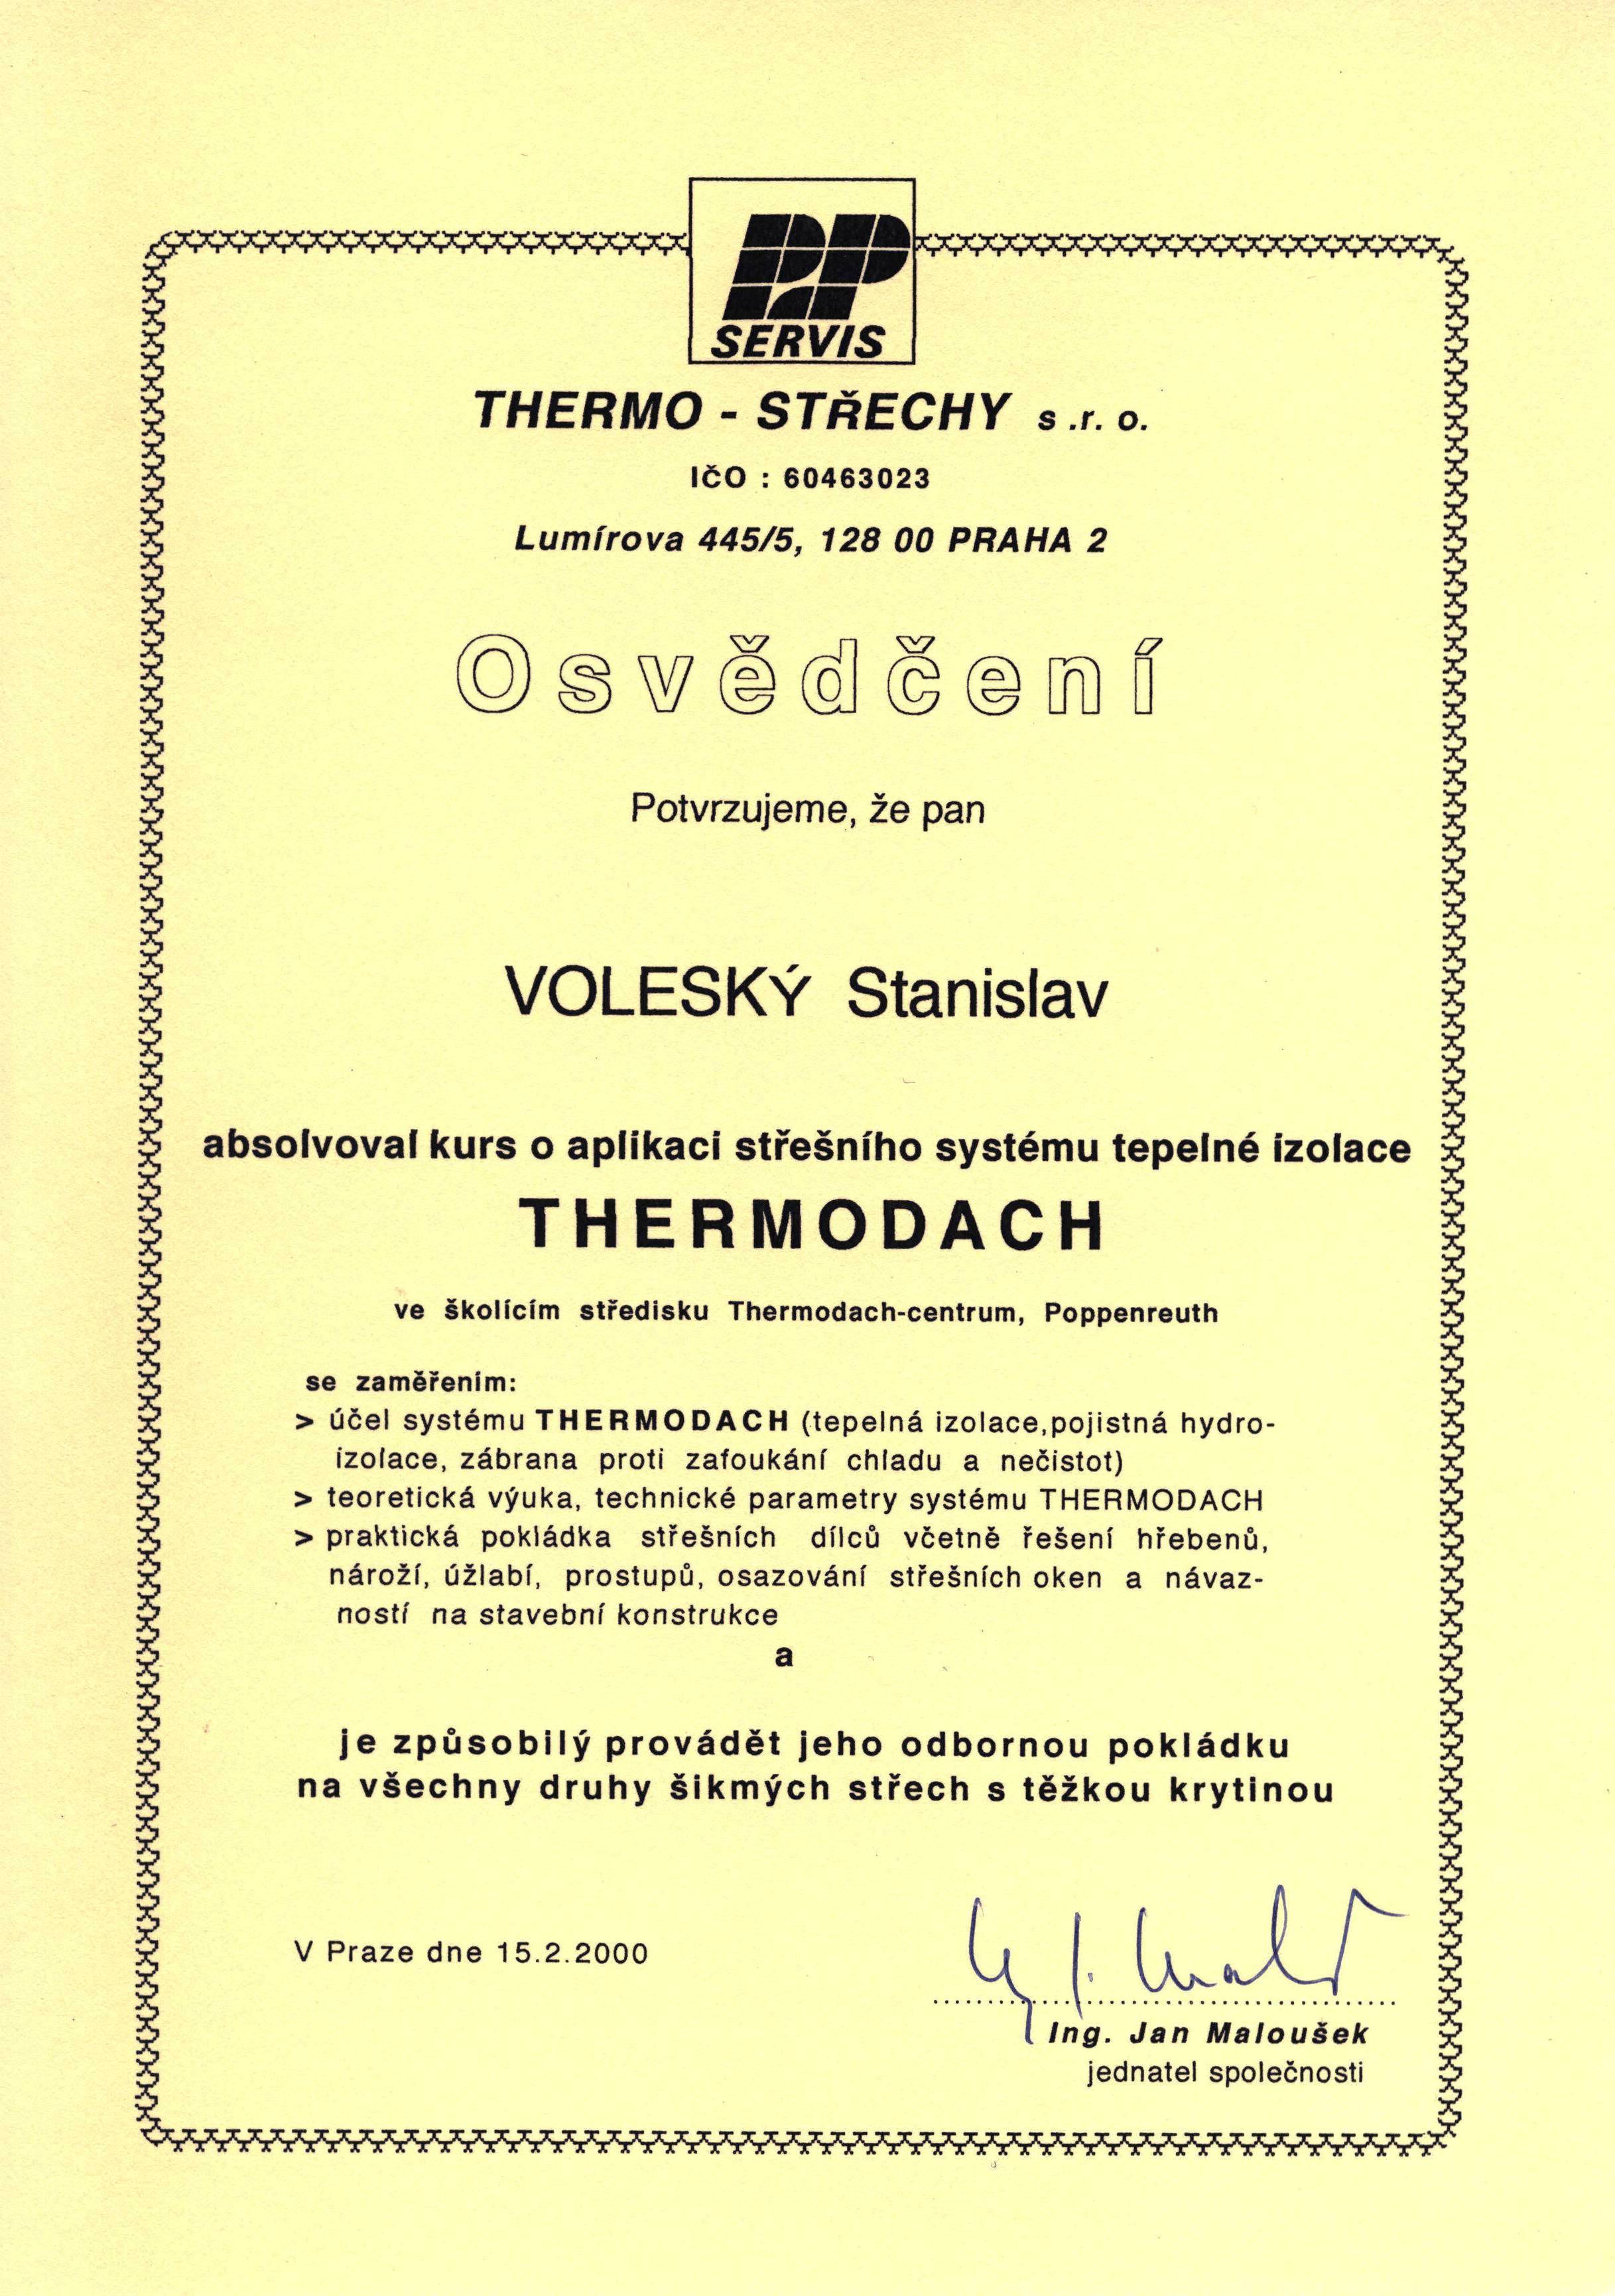 PP
SERVIS
THERMO - STŘECHY s .r. o.
IČO : 60463023
Lumírova 445/5, 128 00 PRAHA 2
Osvědčení
Potvrzujeme, že pan
VOLESKÝ Stanislav
absolvoval kurs o aplikaci střešního systému tepelné izolace
THERMODACH
ve školícím středisku Thermodach-centrum, Poppenreuth
se zaměřením:
> účel systému THERMODACH (tepelná izolace,pojistná hydro-
izolace, zábrana proti zafoukání chladu a nečistot)
> teoretická výuka, technické parametry systému THERMODACH
> praktická pokládka střešních dílců včetně řešení hřebenů,
nároží, úžlabí, prostupů, osazování střešních oken a návaz-
ností na stavební konstrukce
a
je způsobilý provádět jeho odbornou pokládku
na všechny druhy šikmých střech s těžkou krytinou
V Praze dne 15.2.2000
Ing. Jan Maloušek
jednatel společnosti